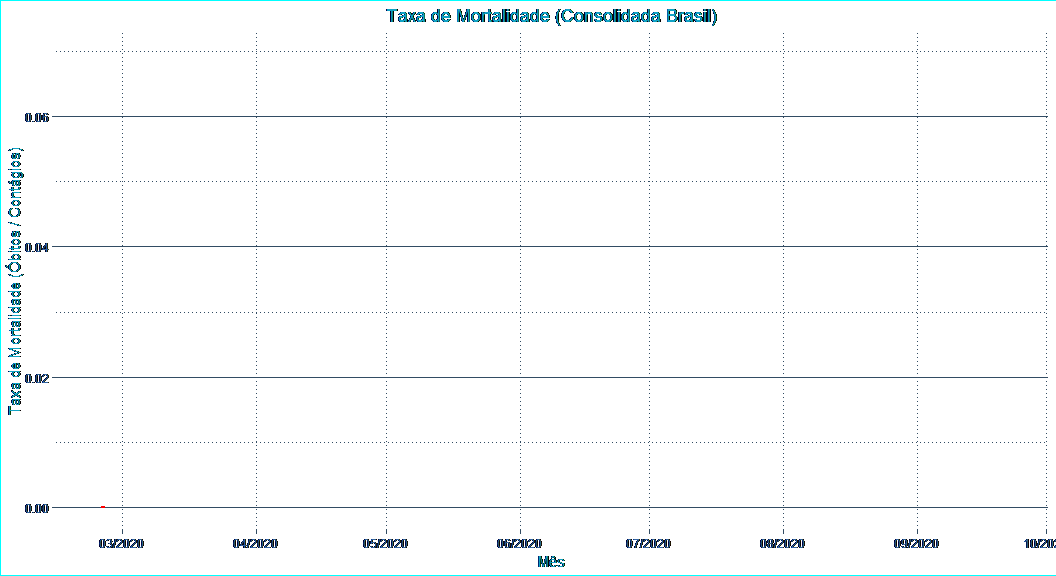 Taxa de Mortalidade (Consolidada Brasil)
Taxa de Mortalidade (Óbitos / Contágios)
0.06
0.04
0.02
0.00
03/2020 04/2020 05/2020 06/2020 07/2020 08/2020 09/2020
Mês